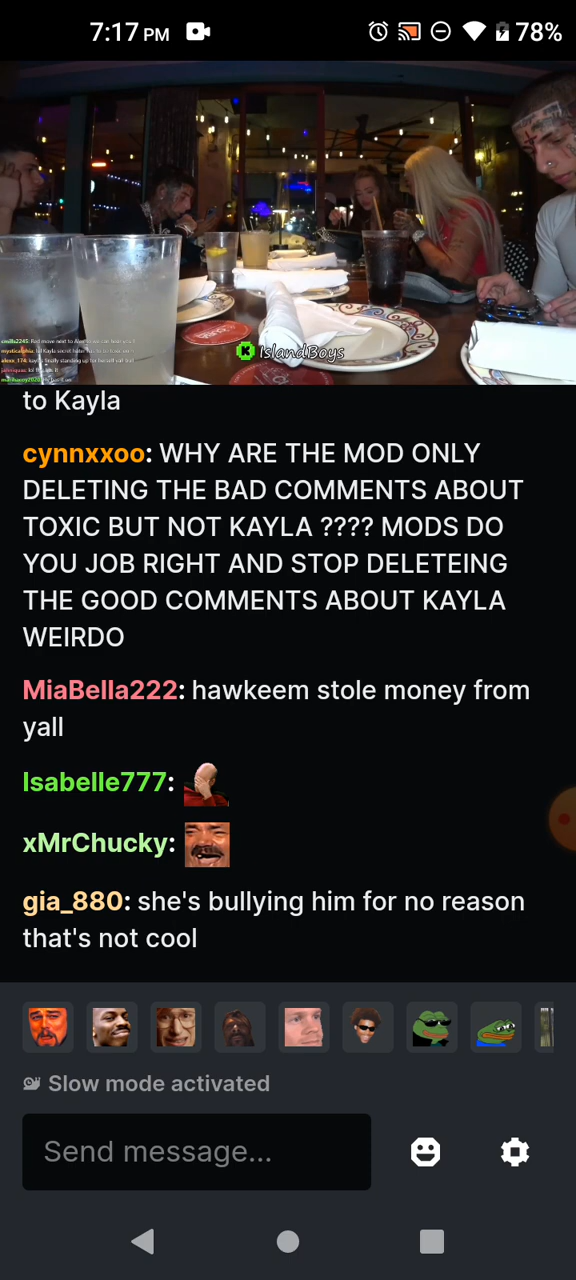 7:17 PM
78%
IslandBoys
to Kayla
cynnxxoo: WHY ARE THE MOD ONLY
DELETING THE BAD COMMENTS ABOUT
TOXIC BUT NOT KAYLA ???? MODS DO
YOU JOB RIGHT AND STOP DELETEING
THE GOOD COMMENTS ABOUT KAYLA
WEIRDO
MiaBella222: hawkeem stole money from
yall
Isabelle777:
xMrChucky:
gia_880: she's bullying him for no reason
that's not cool
Slow mode activated
Send message...